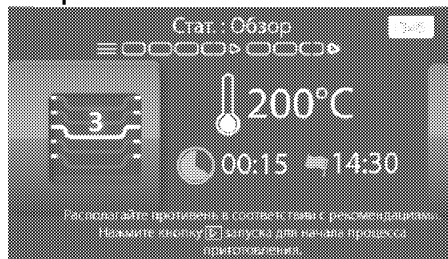 Стат. : Обзор
3
200°C
00:15 14:30
Располагайте противень в соответствии с рекомендациями.
Нажмите кнопку запуска для начала процесса
приготовления.